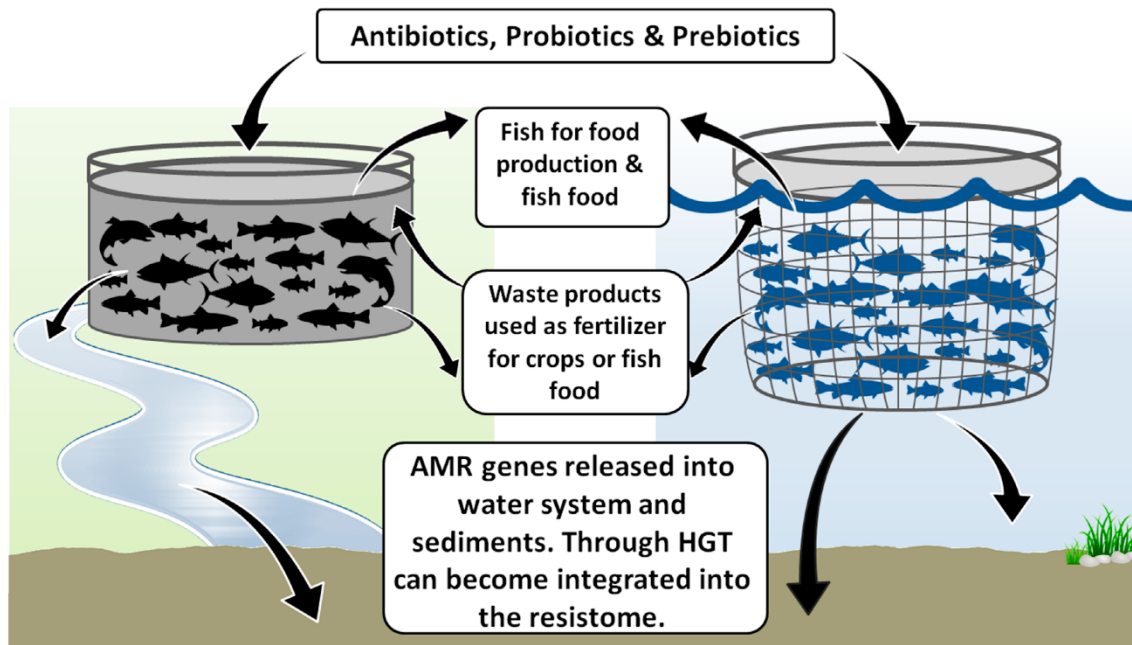 Antibiotics, Probiotics & Prebiotics
Fish for food
production &
fish food
Waste products
used as fertilizer
for crops or fish
food
AMR genes released into
water system and
sediments. Through HGT
can become integrated into
the resistome.